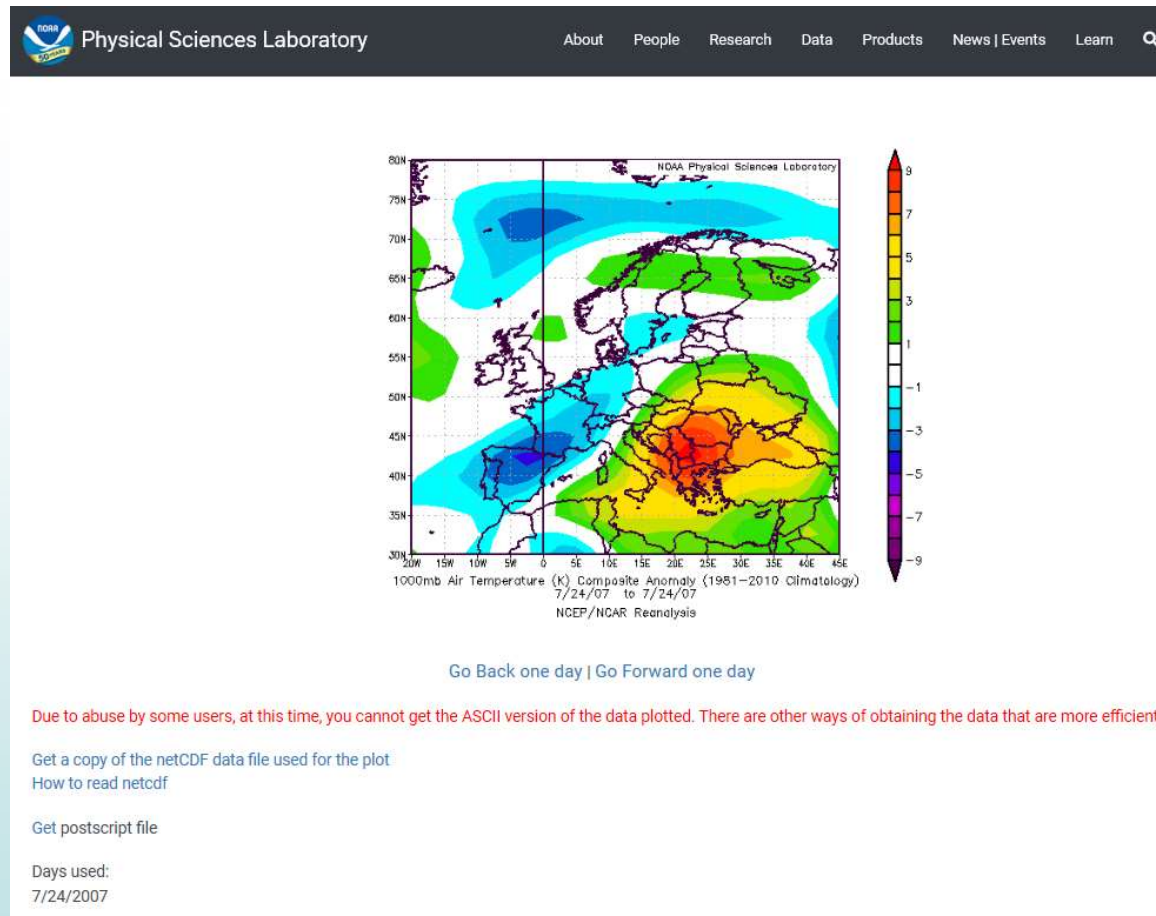 NOAA
50 YEARS
Physical Sciences Laboratory
About People Research Data Products News | Events Learn
NOAA Physical Sciences Laboratory
80N
75N
70N
65N
60N
55N
50N
45N
40N
35N
30N
20W 15W 10W 5W 0 5E 10E 15E 20E 25E 30E 35E 40E 45E
9
7
5
3
1
-1
-3
-5
-7
-9
1000mb Air Temperature (K) Composite Anomaly (1981-2010 Climatology)
7/24/07 to 7/24/07
NCEP/NCAR Reanalysis
Go Back one day | Go Forward one day
Due to abuse by some users, at this time, you cannot get the ASCII version of the data plotted. There are other ways of obtaining the data that are more efficient
Get a copy of the netCDF data file used for the plot
How to read netcdf
Get postscript file
Days used:
7/24/2007